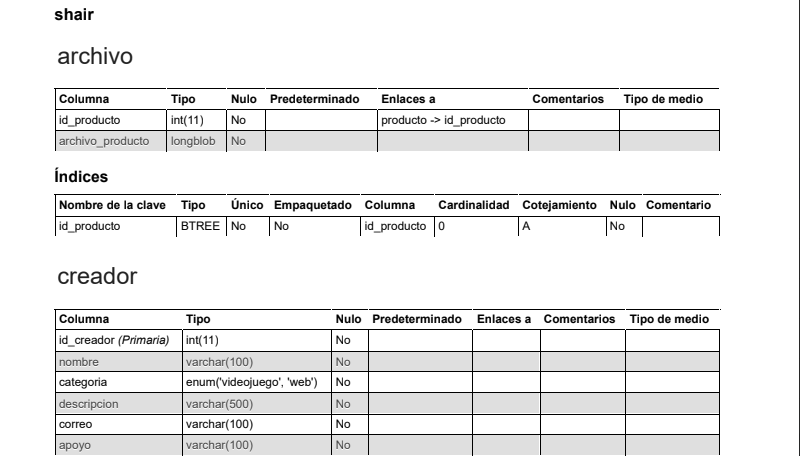 shair
archivo
Columna Tipo Nulo Predeterminado Enlaces a Comentarios Tipo de medio
id_producto int(11) No producto -> id_producto
archivo_producto longblob No
Índices
Nombre de la clave Tipo Único Empaquetado Columna Cardinalidad Cotejamiento Nulo Comentario
id_producto BTREE No No id_producto 0 A No
creador
Columna Tipo Nulo Predeterminado Enlaces a Comentarios Tipo de medio
id_creador (Primaria) int(11) No
nombre varchar(100) No
categoria enum('videojuego', 'web') No
descripcion varchar(500) No
correo varchar(100) No
apoyo varchar(100) No